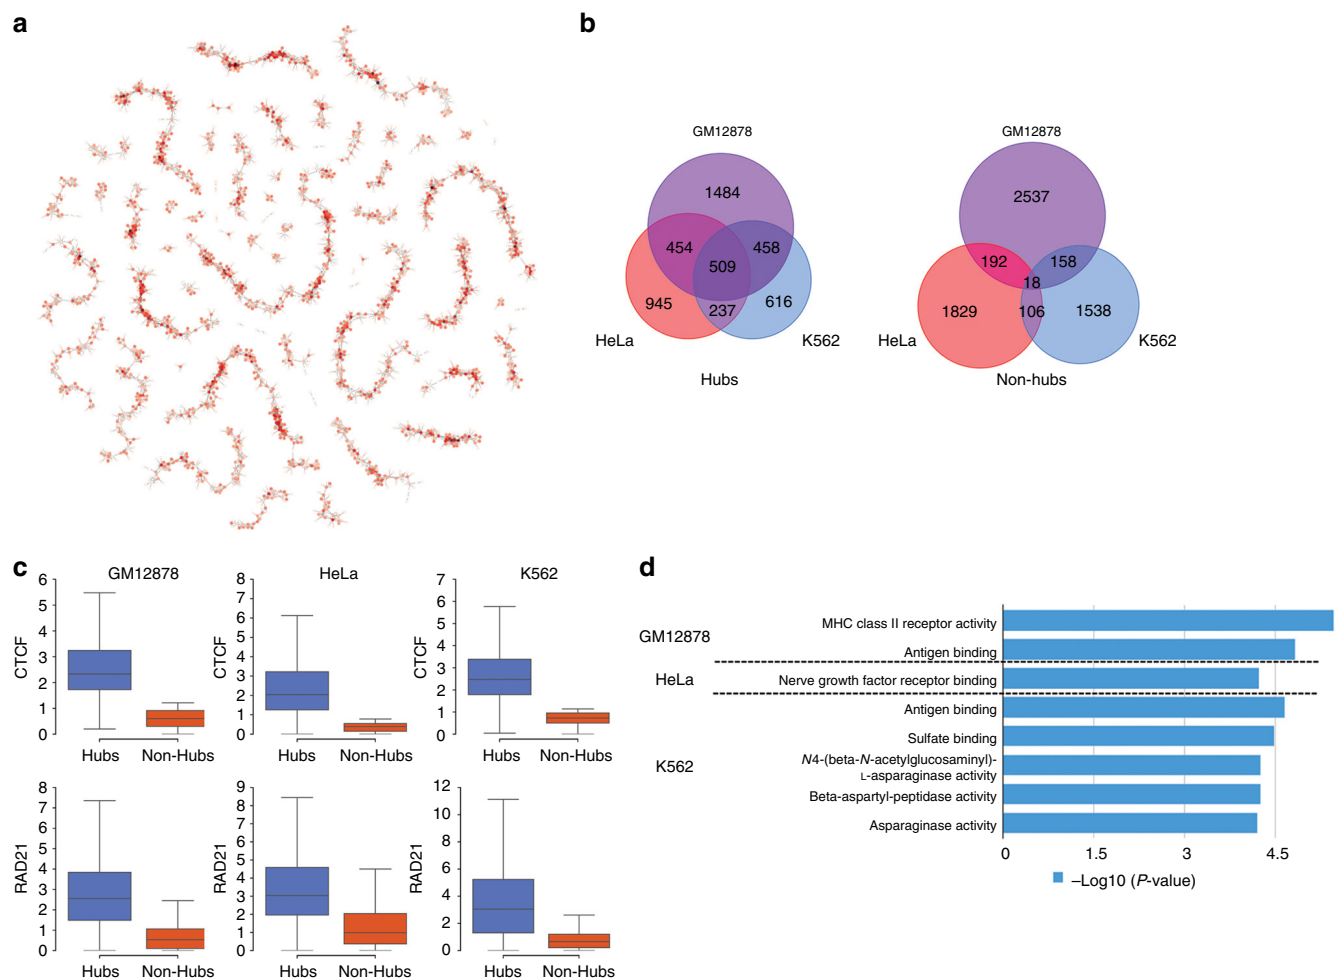 a
b
GM12878
1484
454
458
509
945
237
616
HeLa
K562
Hubs
GM12878
2537
192
158
18
1829
106
1538
HeLa
K562
Non-hubs
c
GM12878
HeLa
K562
6
5
4
3
2
1
0
CTCF
Hubs
Non-Hubs
8
7
6
5
4
3
2
1
0
CTCF
Hubs
Non-Hubs
7
6
5
4
3
2
1
0
CTCF
Hubs
Non-Hubs
8
7
6
5
4
3
2
1
0
RAD21
Hubs
Non-Hubs
9
8
7
6
5
4
3
2
1
0
RAD21
Hubs
Non-Hubs
12
10
8
6
4
2
0
RAD21
Hubs
Non-Hubs
d
GM12878
MHC class II receptor activity
Antigen binding
HeLa
Nerve growth factor receptor binding
K562
Antigen binding
Sulfate binding
N4-(beta-N-acetylglucosaminyl)-
L-asparaginase activity
Beta-aspartyl-peptidase activity
Asparaginase activity
0 1.5 3 4.5
–Log10 (P-value)